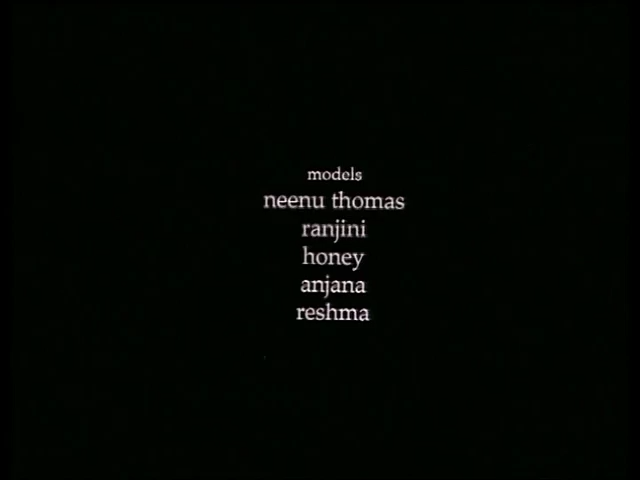 models
neenu thomas
ranjini
honey
anjana
reshma